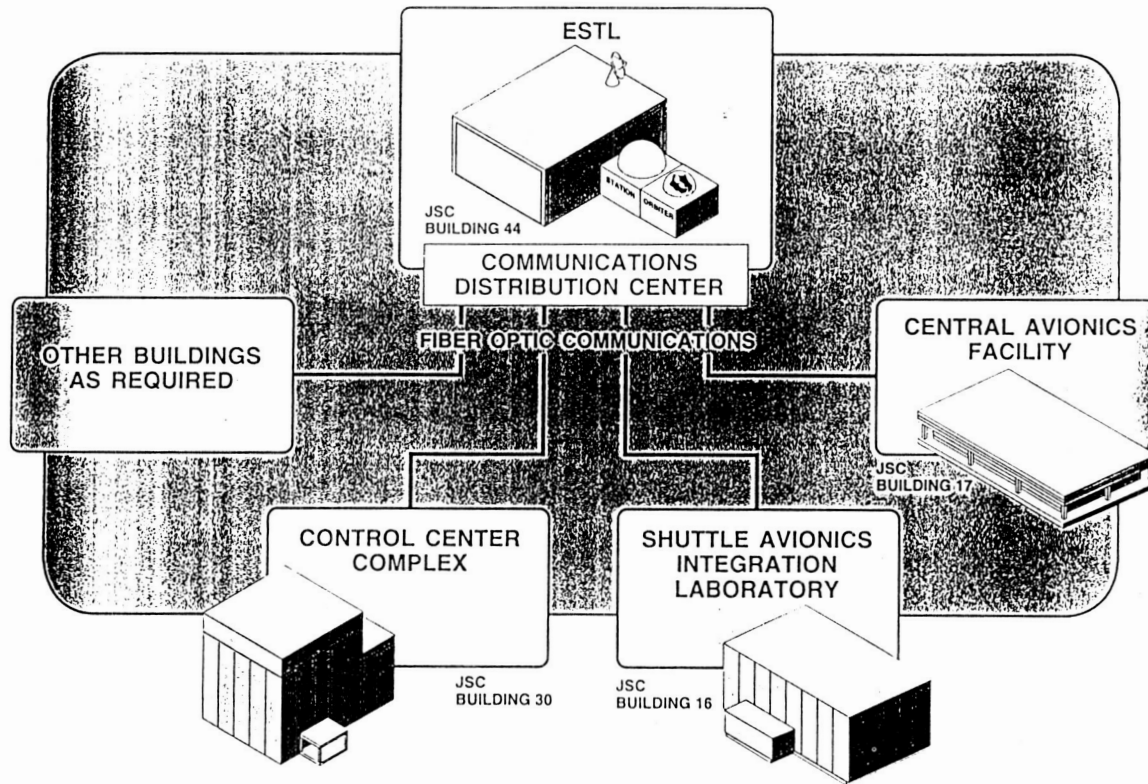 ESTL
STATION
ORBITER
JSC
BUILDING 44
COMMUNICATIONS
DISTRIBUTION CENTER
FIBER OPTIC COMMUNICATIONS
OTHER BUILDINGS
AS REQUIRED
CENTRAL AVIONICS
FACILITY
JSC
BUILDING 17
CONTROL CENTER
COMPLEX
JSC
BUILDING 30
SHUTTLE AVIONICS
INTEGRATION
LABORATORY
JSC
BUILDING 16